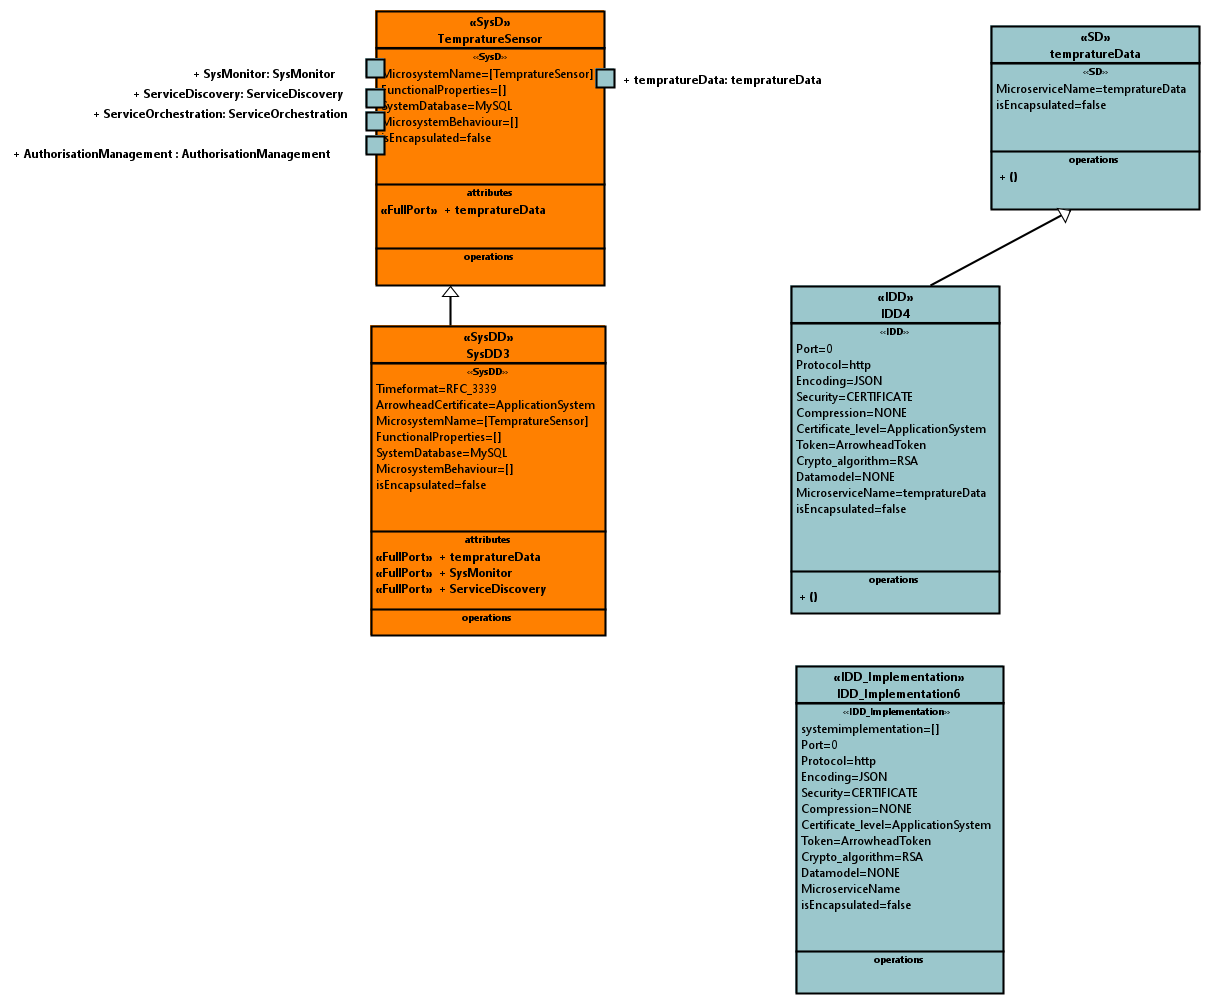 «SysD»
TempratureSensor
«SysD»
MicrosystemName=[TempratureSensor]
FunctionalProperties=[]
SystemDatabase=MySQL
MicrosystemBehaviour=[]
isEncapsulated=false
attributes
«FullPort» + tempratureData
operations
+ SysMonitor: SysMonitor
+ ServiceDiscovery: ServiceDiscovery
+ ServiceOrchestration: ServiceOrchestration
+ AuthorisationManagement : AuthorisationManagement
+ tempratureData: tempratureData
«SD»
tempratureData
«SD»
MicroserviceName=tempratureData
isEncapsulated=false
operations
+ ()
«SysDD»
SysDD3
«SysDD»
Timeformat=RFC_3339
ArrowheadCertificate=ApplicationSystem
MicrosystemName=[TempratureSensor]
FunctionalProperties=[]
SystemDatabase=MySQL
MicrosystemBehaviour=[]
isEncapsulated=false
attributes
«FullPort» + tempratureData
«FullPort» + SysMonitor
«FullPort» + ServiceDiscovery
operations
«IDD»
IDD4
«IDD»
Port=0
Protocol=http
Encoding=JSON
Security=CERTIFICATE
Compression=NONE
Certificate_level=ApplicationSystem
Token=ArrowheadToken
Crypto_algorithm=RSA
Datamodel=NONE
MicroserviceName=tempratureData
isEncapsulated=false
operations
+ ()
«IDD_Implementation»
IDD_Implementation6
«IDD_Implementation»
systemimplementation=[]
Port=0
Protocol=http
Encoding=JSON
Security=CERTIFICATE
Compression=NONE
Certificate_level=ApplicationSystem
Token=ArrowheadToken
Crypto_algorithm=RSA
Datamodel=NONE
MicroserviceName
isEncapsulated=false
operations